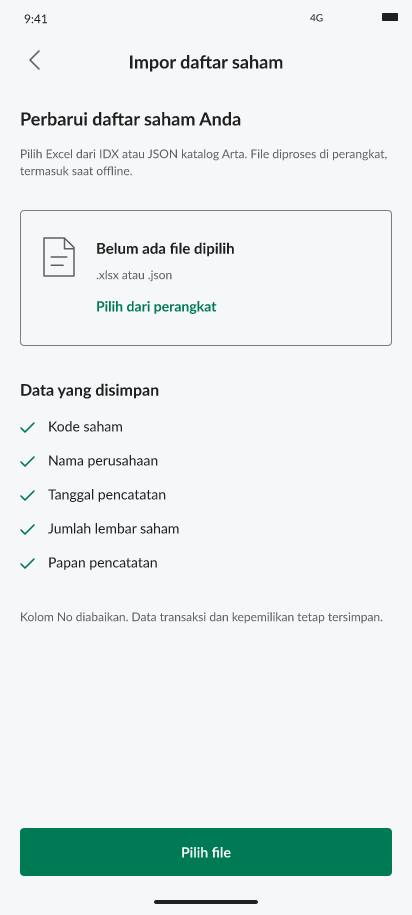 9:41
4G
Impor daftar saham
Perbarui daftar saham Anda
Pilih Excel dari IDX atau JSON katalog Arta. File diproses di perangkat,
termasuk saat offline.
Belum ada file dipilih
.xlsx atau .json
Pilih dari perangkat
Data yang disimpan
Kode saham
Nama perusahaan
Tanggal pencatatan
Jumlah lembar saham
Papan pencatatan
Kolom No diabaikan. Data transaksi dan kepemilikan tetap tersimpan.
Pilih file